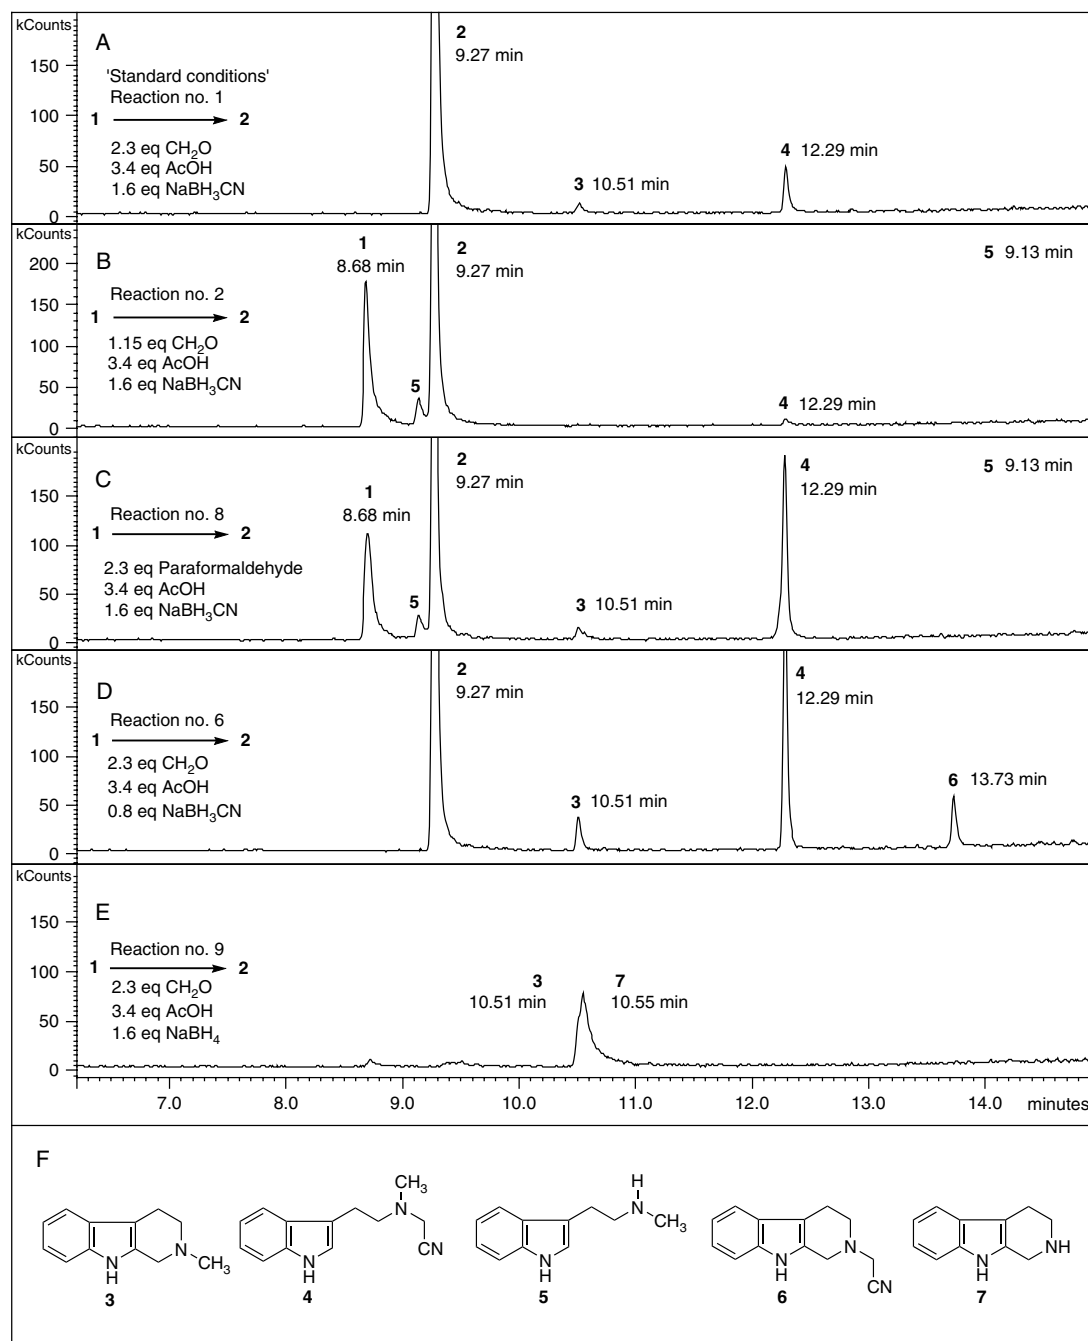 kCounts
A
2
9.27 min
150
'Standard conditions'
Reaction no. 1
1 2
100
2.3 eq CH₂O
3.4 eq AcOH
1.6 eq NaBH₃CN
4 12.29 min
50
3 10.51 min
0
kCounts
B
1
8.68 min
2
9.27 min
5 9.13 min
200
Reaction no. 2
150
1 2
1.15 eq CH₂O
3.4 eq AcOH
1.6 eq NaBH₃CN
100
50
5
4 12.29 min
0
kCounts
C
2
9.27 min
4
12.29 min
5 9.13 min
1
8.68 min
150
Reaction no. 8
1 2
100
2.3 eq Paraformaldehyde
3.4 eq AcOH
1.6 eq NaBH₃CN
50
5
3 10.51 min
0
kCounts
D
2
9.27 min
4
12.29 min
150
Reaction no. 6
1 2
100
2.3 eq CH₂O
3.4 eq AcOH
0.8 eq NaBH₃CN
6 13.73 min
50
3 10.51 min
0
kCounts
E
150
Reaction no. 9
1 2
100
2.3 eq CH₂O
3.4 eq AcOH
1.6 eq NaBH₄
3 7
10.51 min 10.55 min
50
0
7.0 8.0 9.0 10.0 11.0 12.0 13.0 14.0 minutes
F
N
H
N
CH₃
3
CH₃
N
CN
N
H
4
H
N
CH₃
N
H
5
N
CN
N
H
6
NH
N
H
7